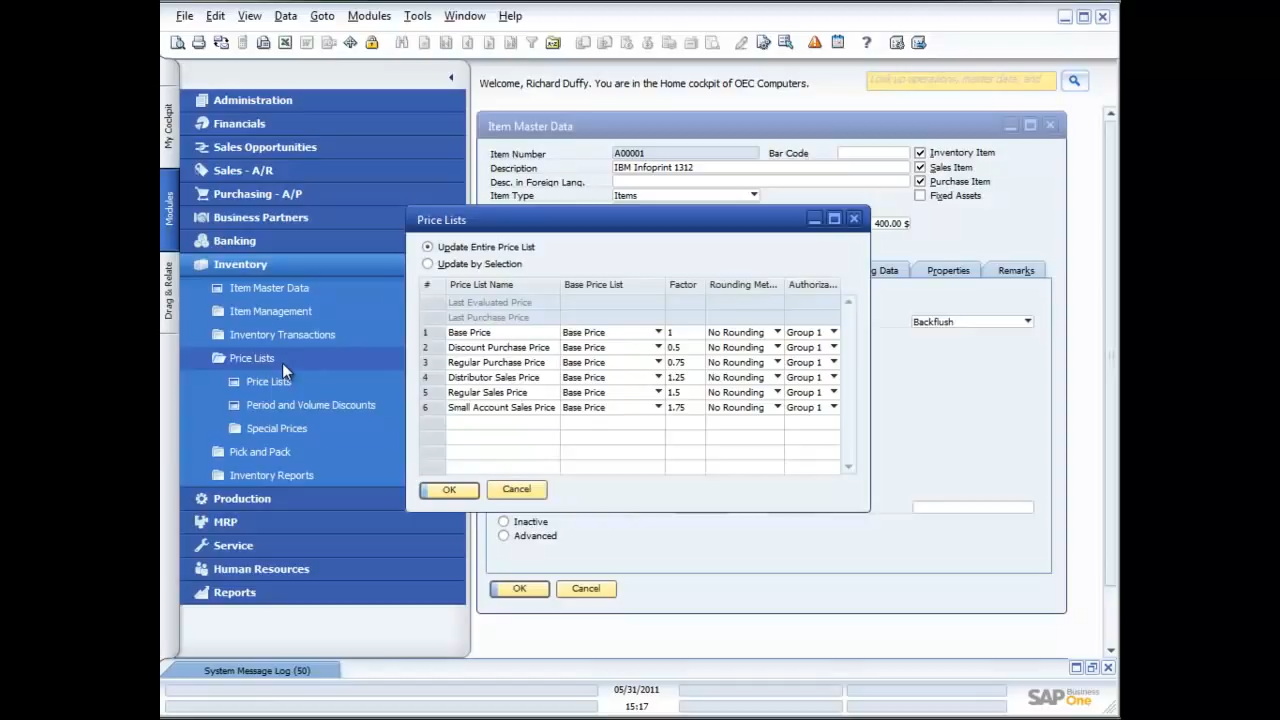 File Edit View Data Goto Modules Tools Window Help
Welcome, Richard Duffy. You are in the Home cockpit of OEC Computers.
Look up operations, master data, and
My Cockpit
Modules
Drag & Relate
Administration
Financials
Sales Opportunities
Sales - A/R
Purchasing - A/P
Business Partners
Banking
Inventory
Item Master Data
Item Management
Inventory Transactions
Price Lists
Price Lists
Period and Volume Discounts
Special Prices
Pick and Pack
Inventory Reports
Production
MRP
Service
Human Resources
Reports
Item Master Data
Item Number A00001 Bar Code Inventory Item
Description IBM Infoprint 1312 Sales Item
Desc. in Foreign Lang. Purchase Item
Item Type Items Fixed Assets
400.00 $
g Data Properties Remarks
Backflush
Price Lists
Update Entire Price List
Update by Selection
# Price List Name Base Price List Factor Rounding Met... Authoriza...
Last Evaluated Price
Last Purchase Price
1 Base Price Base Price 1 No Rounding Group 1
2 Discount Purchase Price Base Price 0.5 No Rounding Group 1
3 Regular Purchase Price Base Price 0.75 No Rounding Group 1
4 Distributor Sales Price Base Price 1.25 No Rounding Group 1
5 Regular Sales Price Base Price 1.5 No Rounding Group 1
6 Small Account Sales Price Base Price 1.75 No Rounding Group 1
OK Cancel
Inactive
Advanced
OK Cancel
System Message Log (50)
05/31/2011
15:17
SAP Business One